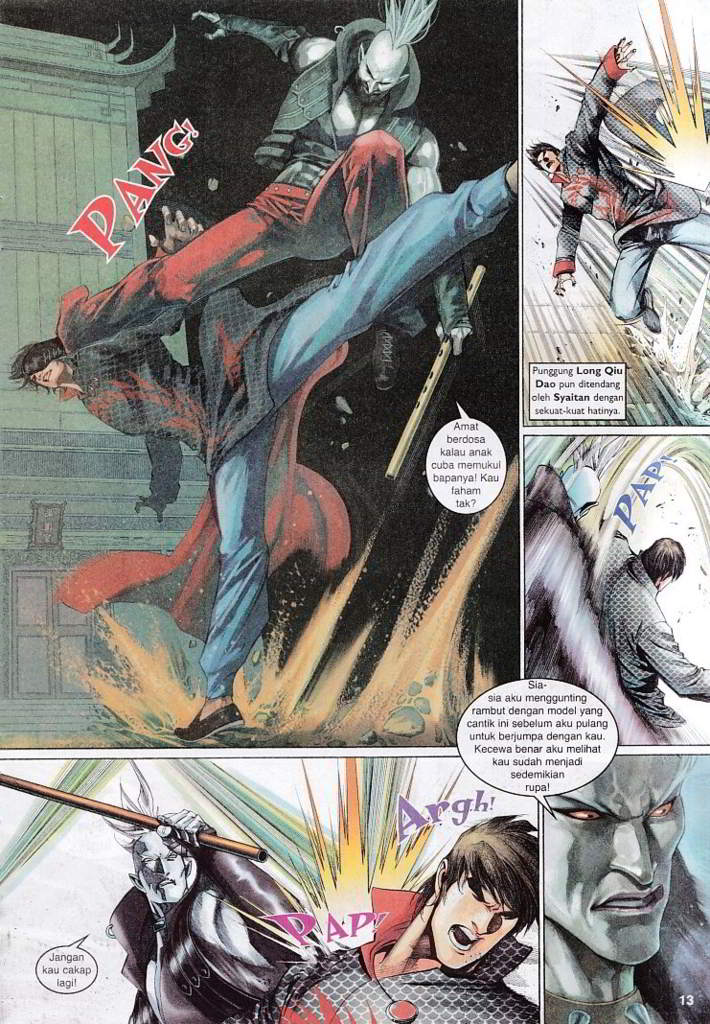 PANG!
Amat
berdosa
kalau anak
cuba memukul
bapanya! Kau
faham
tak?
Punggung Long Qiu
Dao pun ditendang
oleh Syaitan dengan
sekuat-kuat hatinya.
PAP!
Sia-
sia aku menggunting
rambut dengan model yang
cantik ini sebelum aku pulang
untuk berjumpa dengan kau.
Kecewa benar aku melihat
kau sudah menjadi
sedemikian
rupa!
Argh!
PAP!
Jangan
kau cakap
lagi!
13